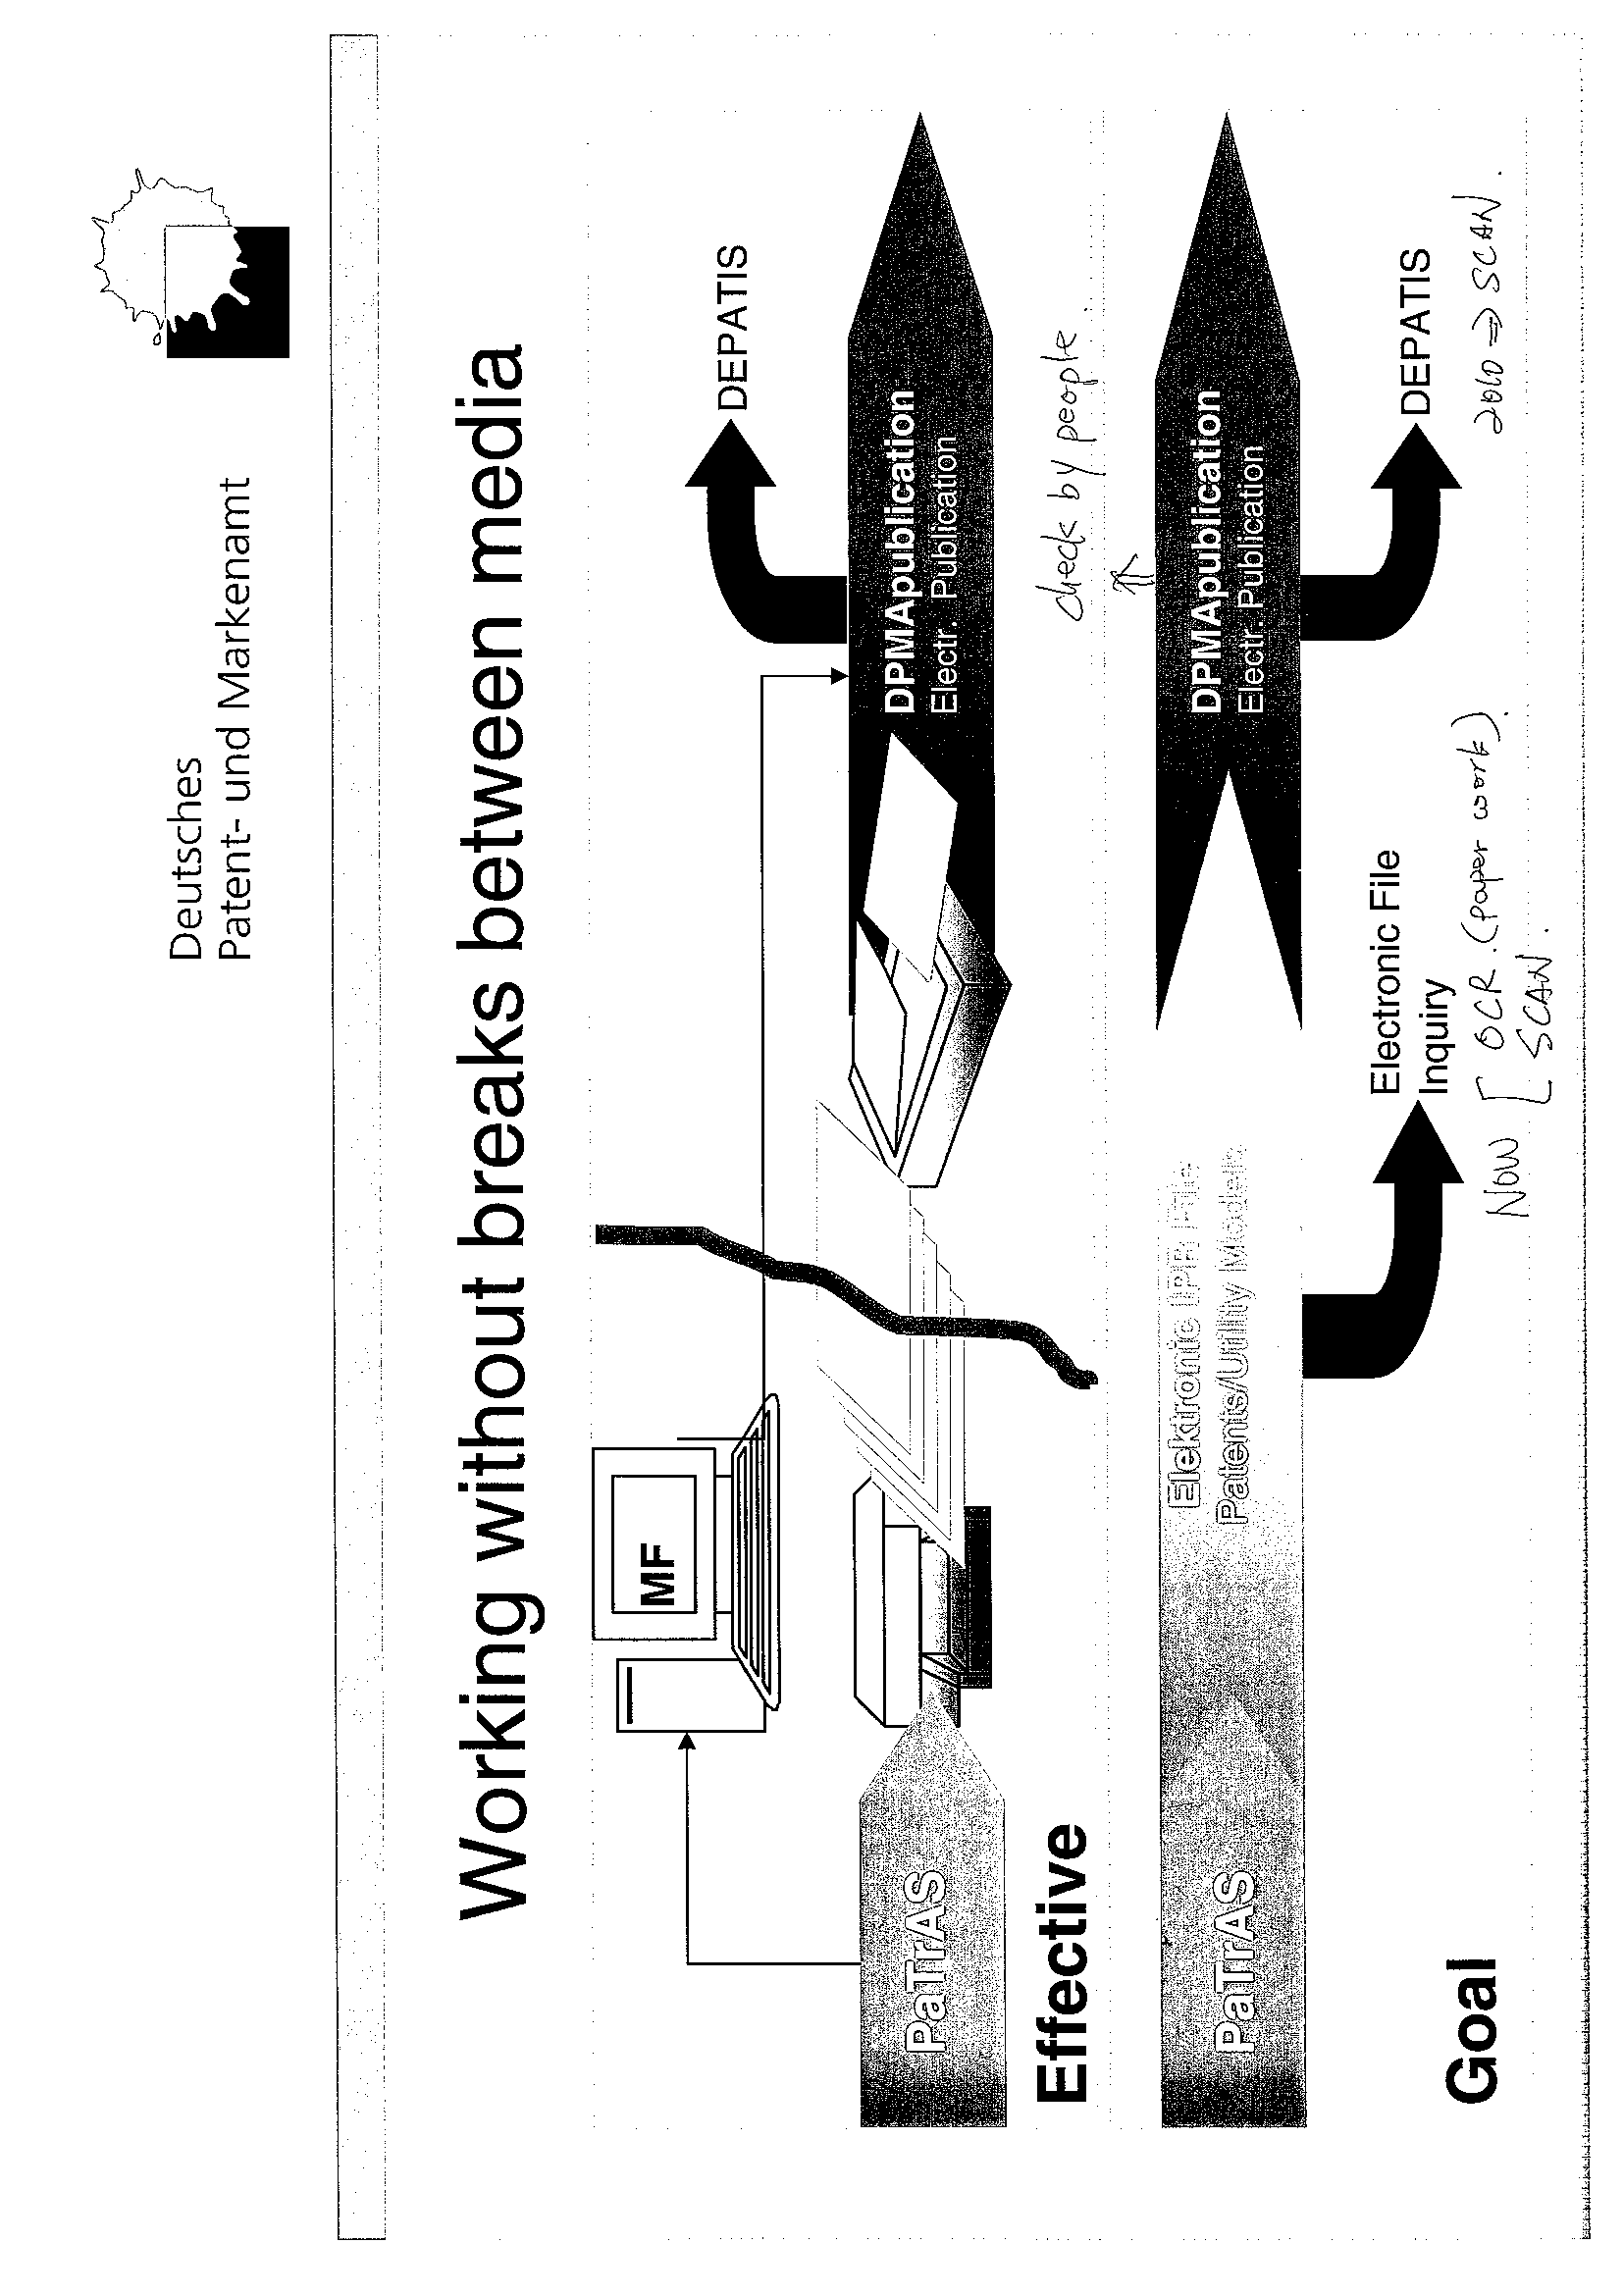 Deutsches
Patent- und Markenamt
Working without breaks between media
MF
DEPATIS
PaTrAS
DPMApublication
Electr. Publication
Effective
check by people
PaTrAS
Elektronic IPR File
Patents/Utility Models
DPMApublication
Electr. Publication
Electronic File
Inquiry
DEPATIS
Goal
NOW [ OCR. (paper work).
SCAN.
2010 => SCAN.